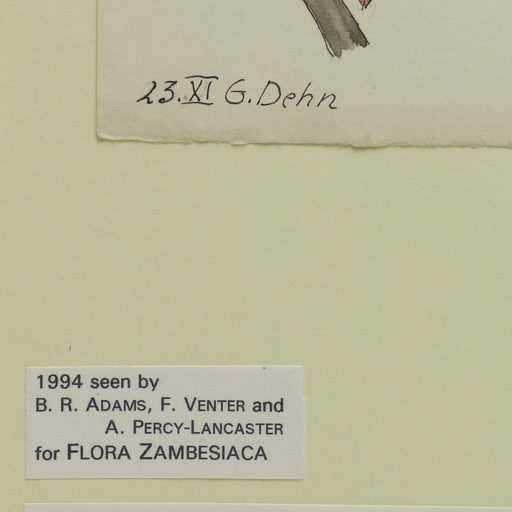 23.XI G.Dehn
1994 seen by
B. R. ADAMS, F. VENTER and
A. PERCY-LANCASTER
for FLORA ZAMBESIACA